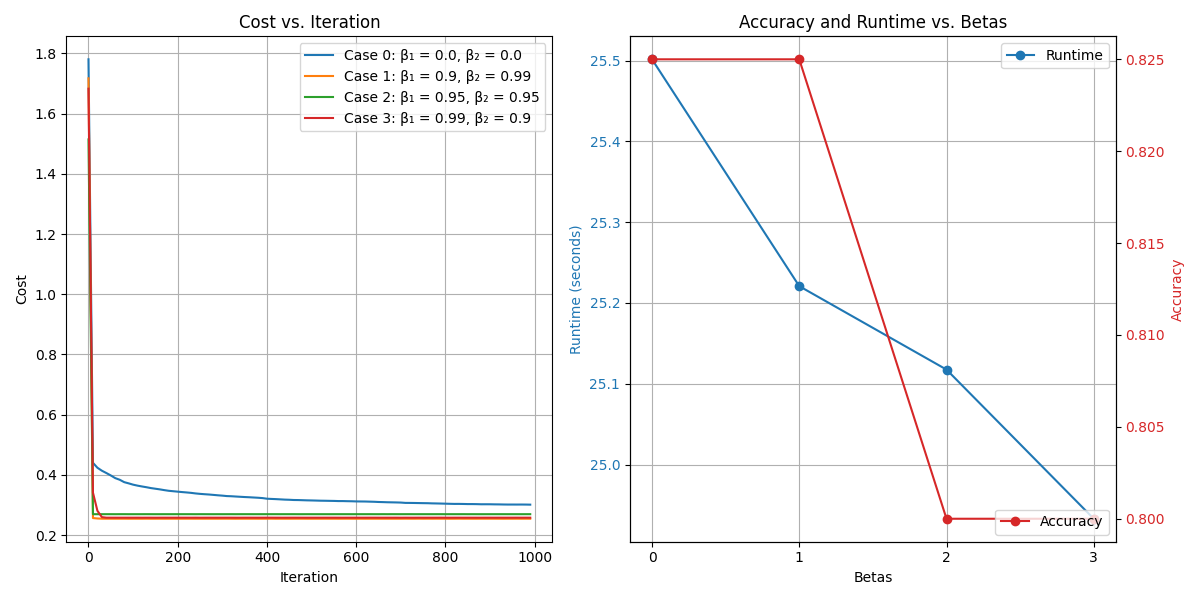 Cost vs. Iteration
Cost
1.8
1.6
1.4
1.2
1.0
0.8
0.6
0.4
0.2
0
200
400
600
800
1000
Iteration
Case 0: β₁ = 0.0, β₂ = 0.0
Case 1: β₁ = 0.9, β₂ = 0.99
Case 2: β₁ = 0.95, β₂ = 0.95
Case 3: β₁ = 0.99, β₂ = 0.9
Accuracy and Runtime vs. Betas
Runtime (seconds)
25.5
25.4
25.3
25.2
25.1
25.0
0
1
2
3
Betas
Runtime
Accuracy
0.825
0.820
0.815
0.810
0.805
0.800
Accuracy